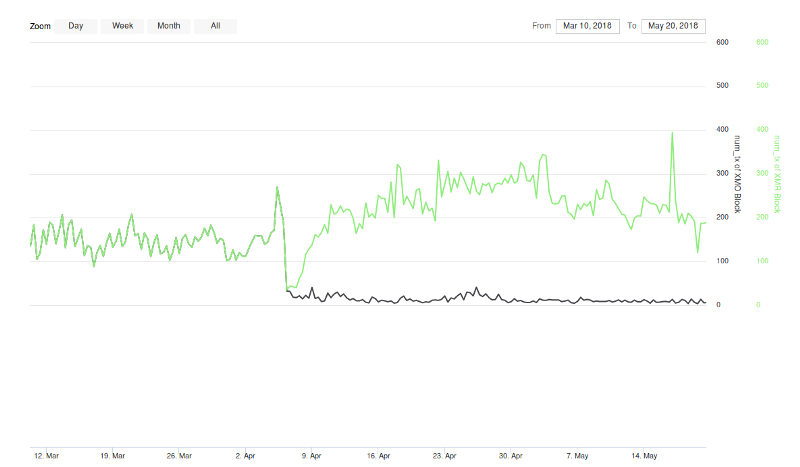 Zoom Day Week Month All From Mar 10, 2018 To May 20, 2018
600 600
500 500
400 400
300 300
200 200
100 100
0 0
num_tx of XMO Block
num_tx of XMR Block
12. Mar 19. Mar 26. Mar 2. Apr 9. Apr 16. Apr 23. Apr 30. Apr 7. May 14. May